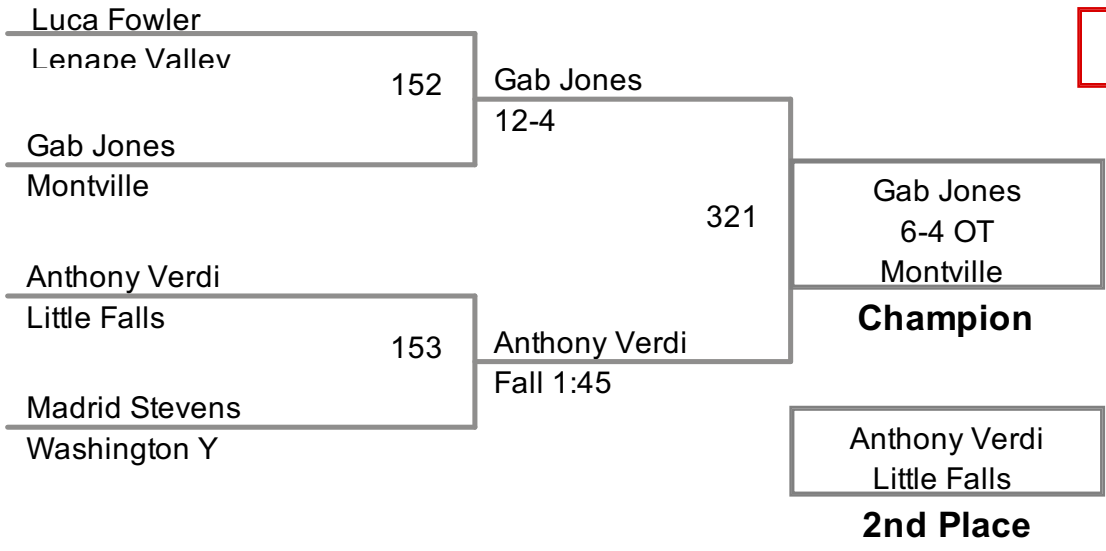 Luca Fowler
Lenape Valley
152
Gab Jones
12-4
Gab Jones
Montville
321
Gab Jones
6-4 OT
Montville
Champion
Anthony Verdi
Little Falls
153
Anthony Verdi
Fall 1:45
Madrid Stevens
Washington Y
Anthony Verdi
Little Falls
2nd Place